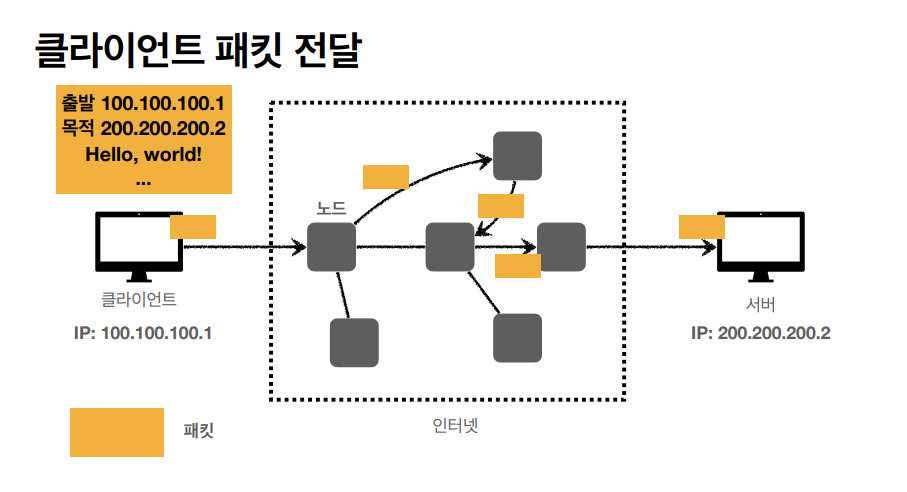 클라이언트 패킷 전달
출발 100.100.100.1
목적 200.200.200.2
Hello, world!
...
노드
클라이언트
IP: 100.100.100.1
서버
IP: 200.200.200.2
패킷
인터넷